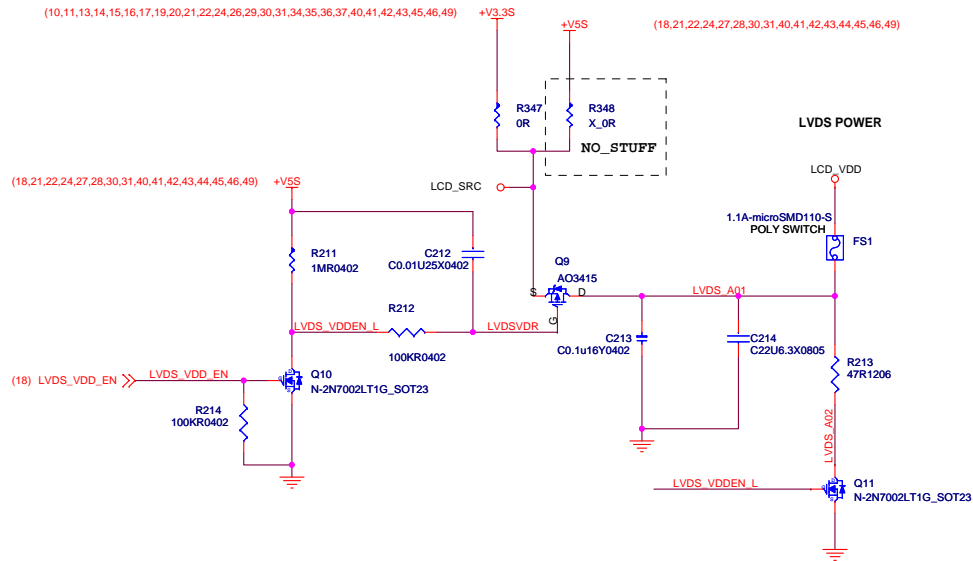 (10,11,13,14,15,16,17,19,20,21,22,24,26,29,30,31,34,35,36,37,40,41,42,43,45,46,49)
+V3.3S
+V5S
(18,21,22,24,27,28,30,31,40,41,42,43,44,45,46,49)
R347
0R
R348
X_0R
NO_STUFF
LVDS POWER
LCD_VDD
(18,21,22,24,27,28,30,31,40,41,42,43,44,45,46,49)
+V5S
LCD_SRC
1.1A-microSMD110-S
POLY SWITCH
FS1
R211
1MR0402
C212
C0.01U25X0402
Q9
AO3415
S
D
G
LVDS_A01
R212
LVDS_VDDEN_L
LVDSVDR
100KR0402
C213
C0.1u16Y0402
C214
C22U6.3X0805
R213
47R1206
(18)
LVDS_VDD_EN
LVDS_VDD_EN
Q10
N-2N7002LT1G_SOT23
R214
100KR0402
LVDS_A02
LVDS_VDDEN_L
Q11
N-2N7002LT1G_SOT23